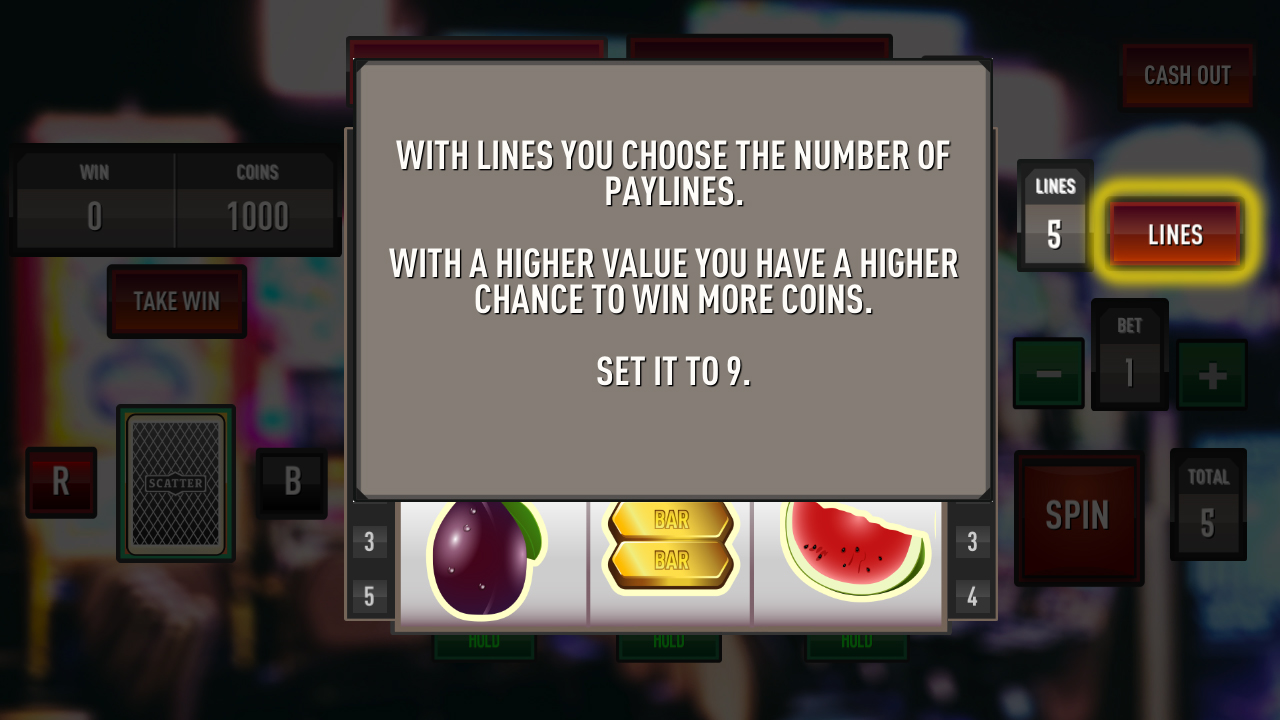 CASH OUT
WITH LINES YOU CHOOSE THE NUMBER OF
PAYLINES.
WITH A HIGHER VALUE YOU HAVE A HIGHER
CHANCE TO WIN MORE COINS.
SET IT TO 9.
WIN
COINS
0
1000
TAKE WIN
LINES
5
LINES
BET
−
1
+
R
SCATTER
B
SPIN
TOTAL
5
3
BAR
BAR
3
5
4
HOLD
HOLD
HOLD